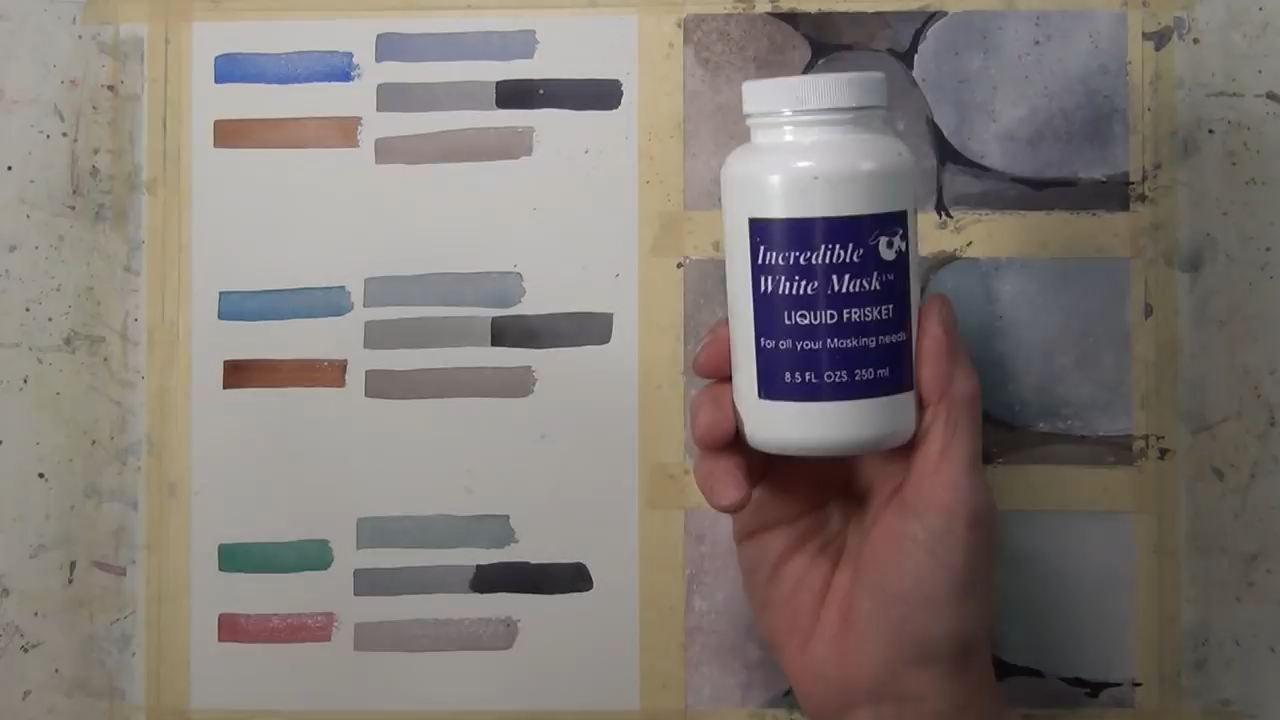 Incredible
White Mask™
LIQUID FRISKET
For all your Masking needs
8.5 FL. OZS. 250 ml